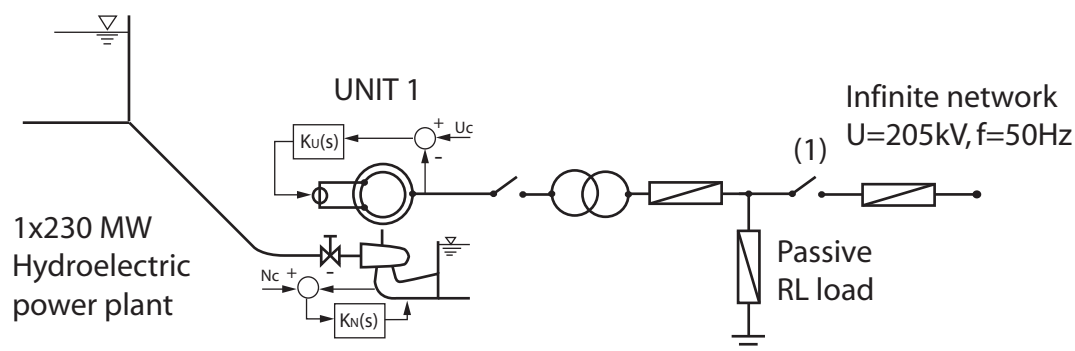 UNIT 1
Infinite network
U=205kV, f=50Hz
KU(s)
+
Uc
-
(1)
1x230 MW
Hydroelectric
power plant
Nc
+
-
KN(s)
Passive
RL load